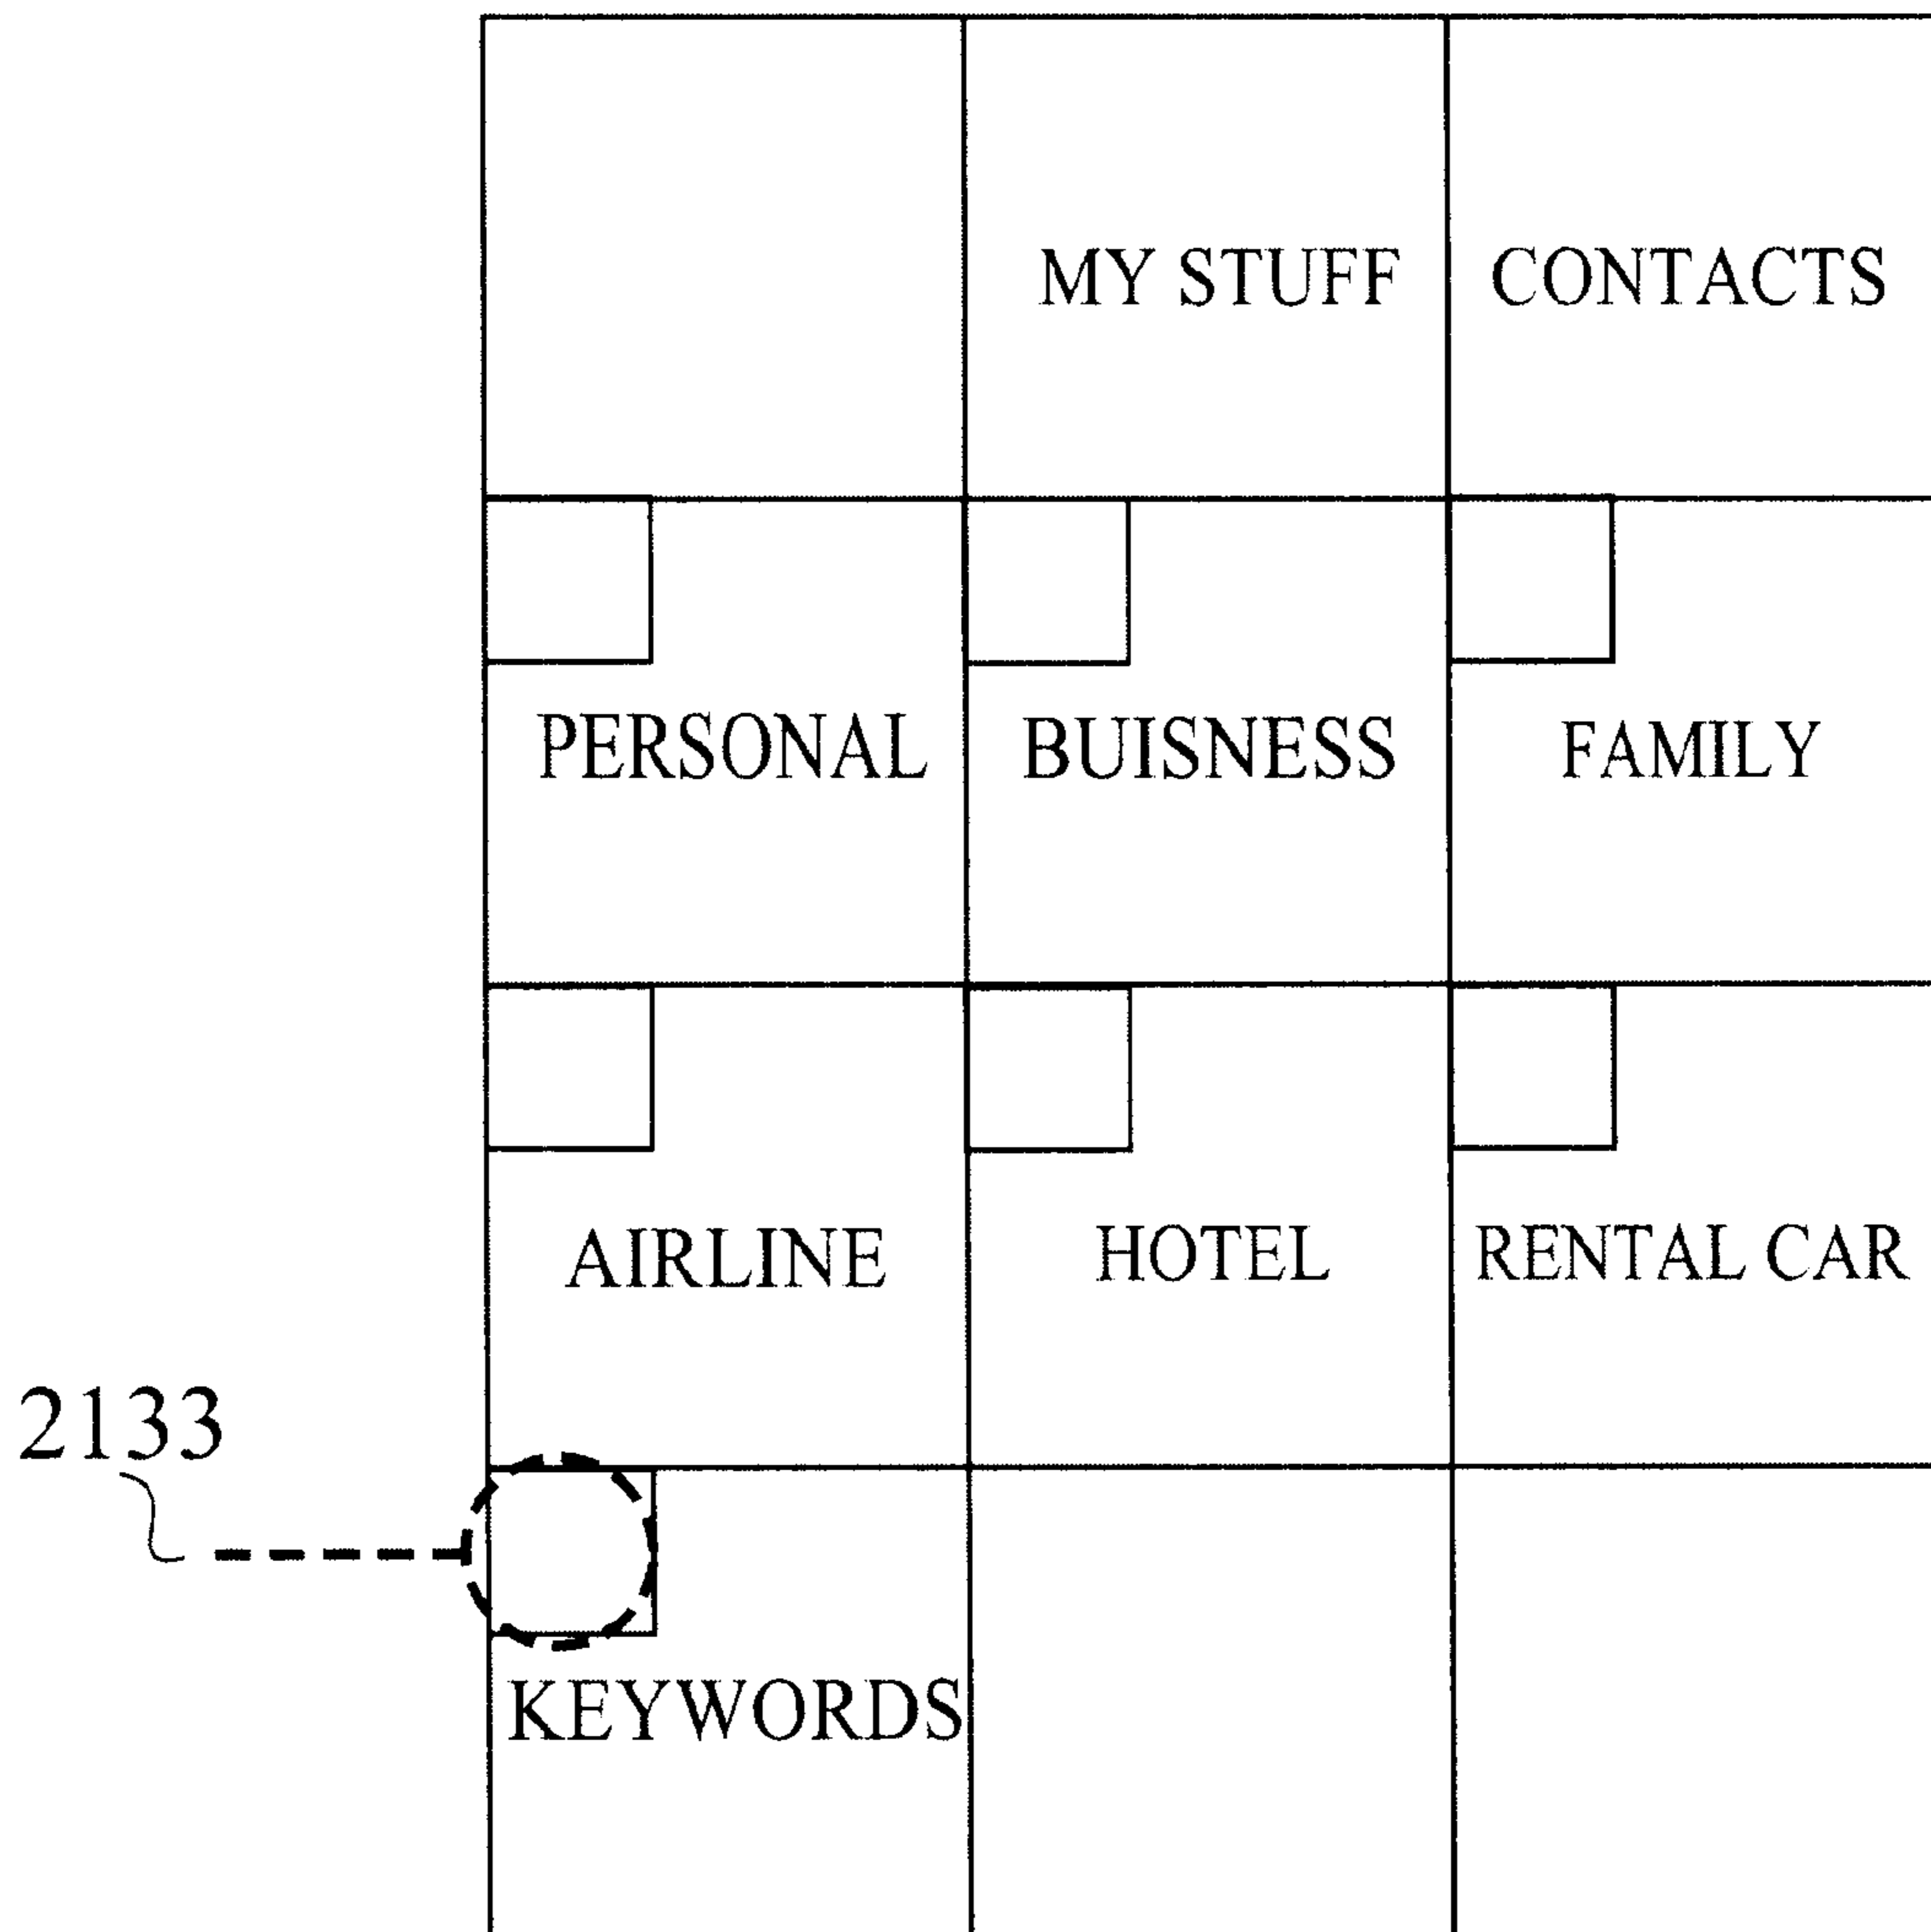 MY STUFF CONTACTS
PERSONAL BUISNESS FAMILY
AIRLINE HOTEL RENTAL CAR
2133
KEYWORDS